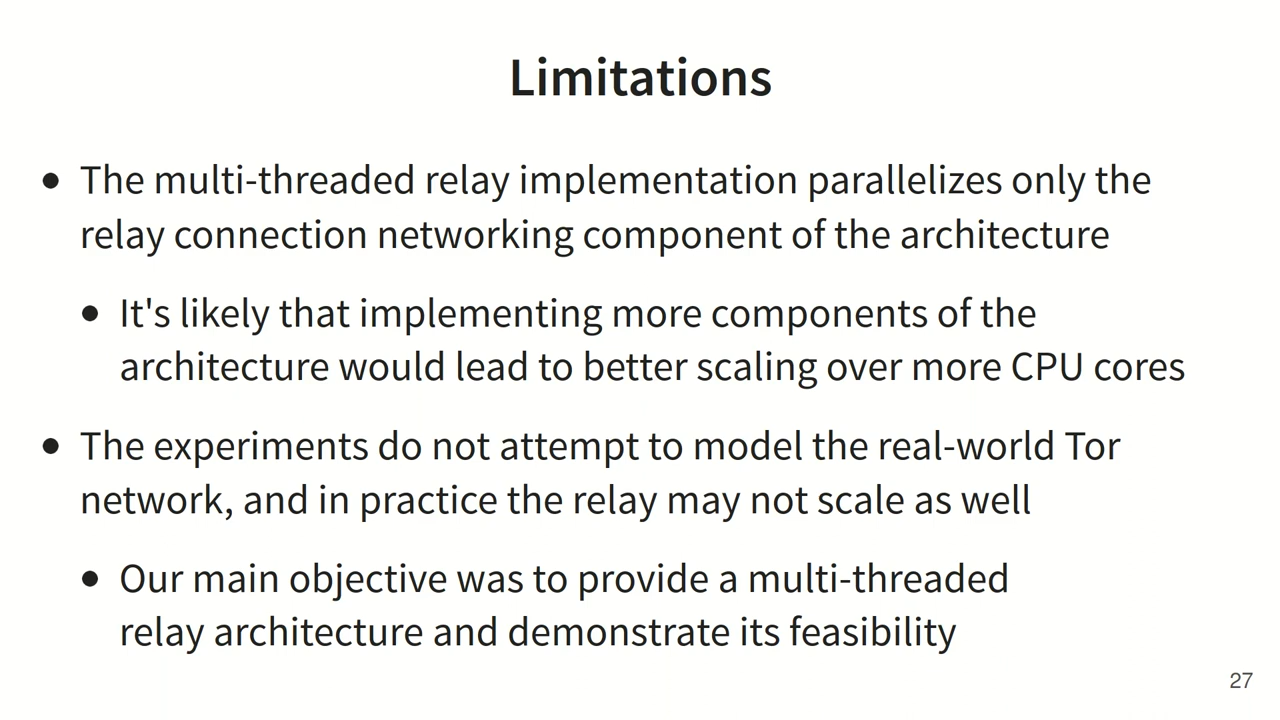 Limitations
• The multi-threaded relay implementation parallelizes only the
relay connection networking component of the architecture
• It's likely that implementing more components of the
architecture would lead to better scaling over more CPU cores
• The experiments do not attempt to model the real-world Tor
network, and in practice the relay may not scale as well
• Our main objective was to provide a multi-threaded
relay architecture and demonstrate its feasibility
27